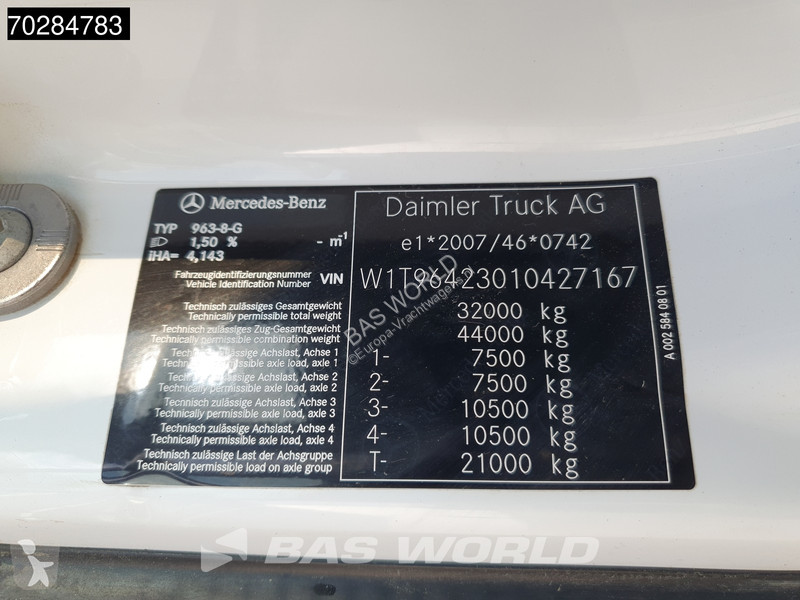 70284783
Mercedes-Benz
Daimler Truck AG
TYP 963-8-G
1,50 % - m⁻¹
iHA= 4,143
e1*2007/46*0742
Fahrzeugidentifizierungsnummer
Vehicle Identification Number
VIN
W1T96423010427167
Technisch zulässiges Gesamtgewicht
Technically permissible total weight
32000 kg
Technisch zulässiges Zug-Gesamtgewicht
Technically permissible combination weight
44000 kg
Technisch zulässige Achslast, Achse 1
Technically permissible axle load, axle 1
1- 7500 kg
Technisch zulässige Achslast, Achse 2
Technically permissible axle load, axle 2
2- 7500 kg
Technisch zulässige Achslast, Achse 3
Technically permissible axle load, axle 3
3- 10500 kg
Technisch zulässige Achslast, Achse 4
Technically permissible axle load, axle 4
4- 10500 kg
Technisch zulässige Last der Achsgruppe
Technically permissible load on axle group
T- 21000 kg
A 002 584 08 01
BAS WORLD
©Europa-Vrachtwagens
BAS WORLD